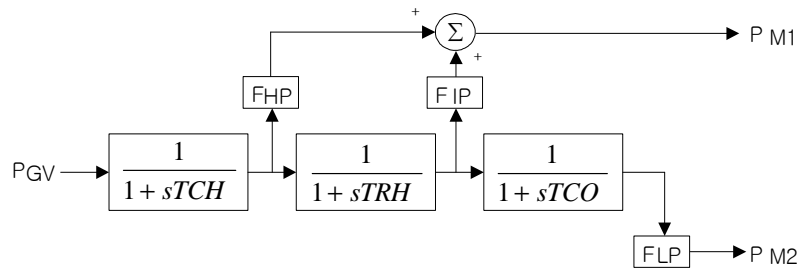 + Σ P M1
+
FHP F IP
PGV 1 / 1 + sTCH 1 / 1 + sTRH 1 / 1 + sTCO
FLP P M2